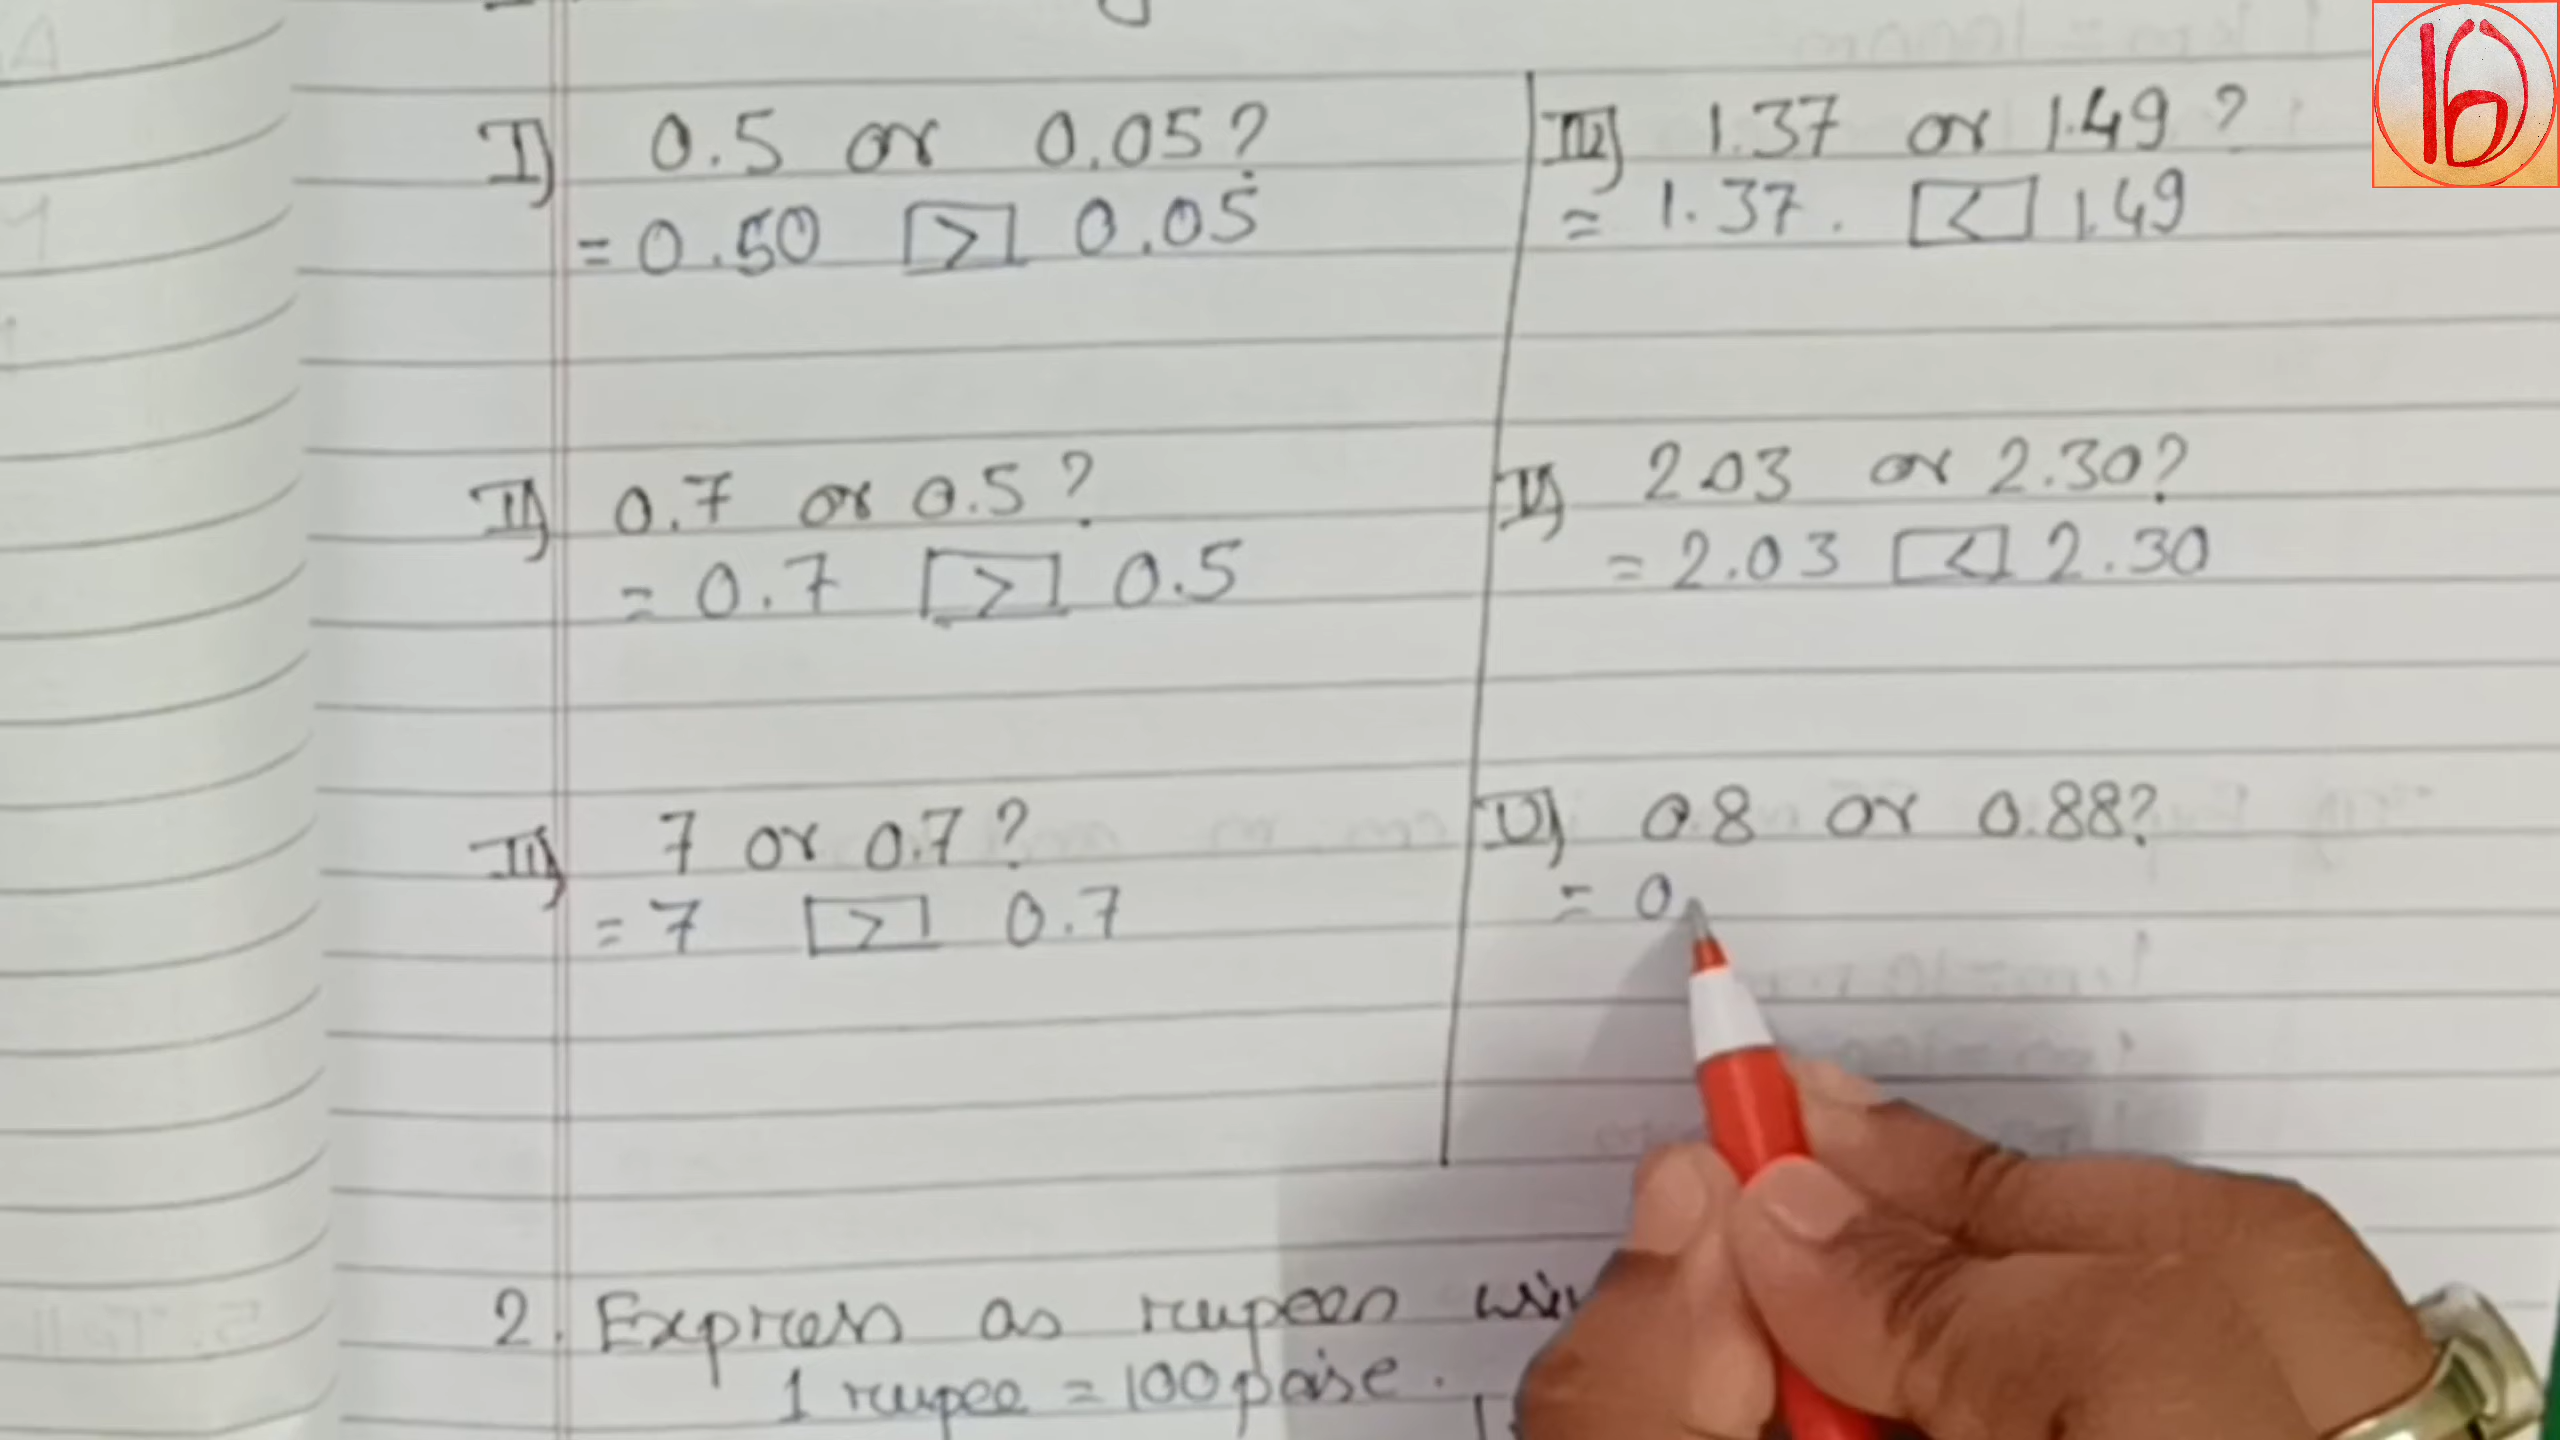 I) 0.5 or 0.05?
= 0.50 > 0.05
II) 0.7 or 0.5?
= 0.7 > 0.5
III) 7 or 0.7?
= 7 > 0.7
IV) 1.37 or 1.49?
= 1.37. < 1.49
V) 2.03 or 2.30?
= 2.03 < 2.30
0.8 or 0.88?
= 0.
2. Express as rupees
1 rupee = 100 paise.